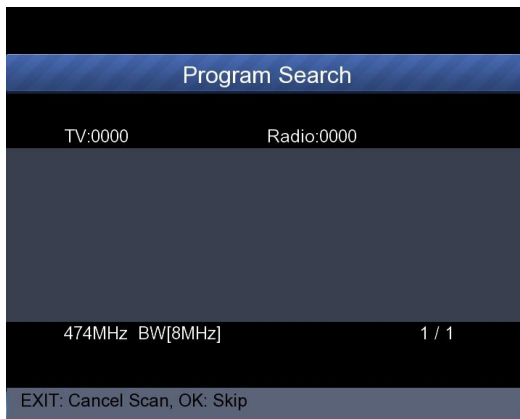 Program Search
TV:0000 Radio:0000
474MHz BW[8MHz] 1 / 1
EXIT: Cancel Scan, OK: Skip